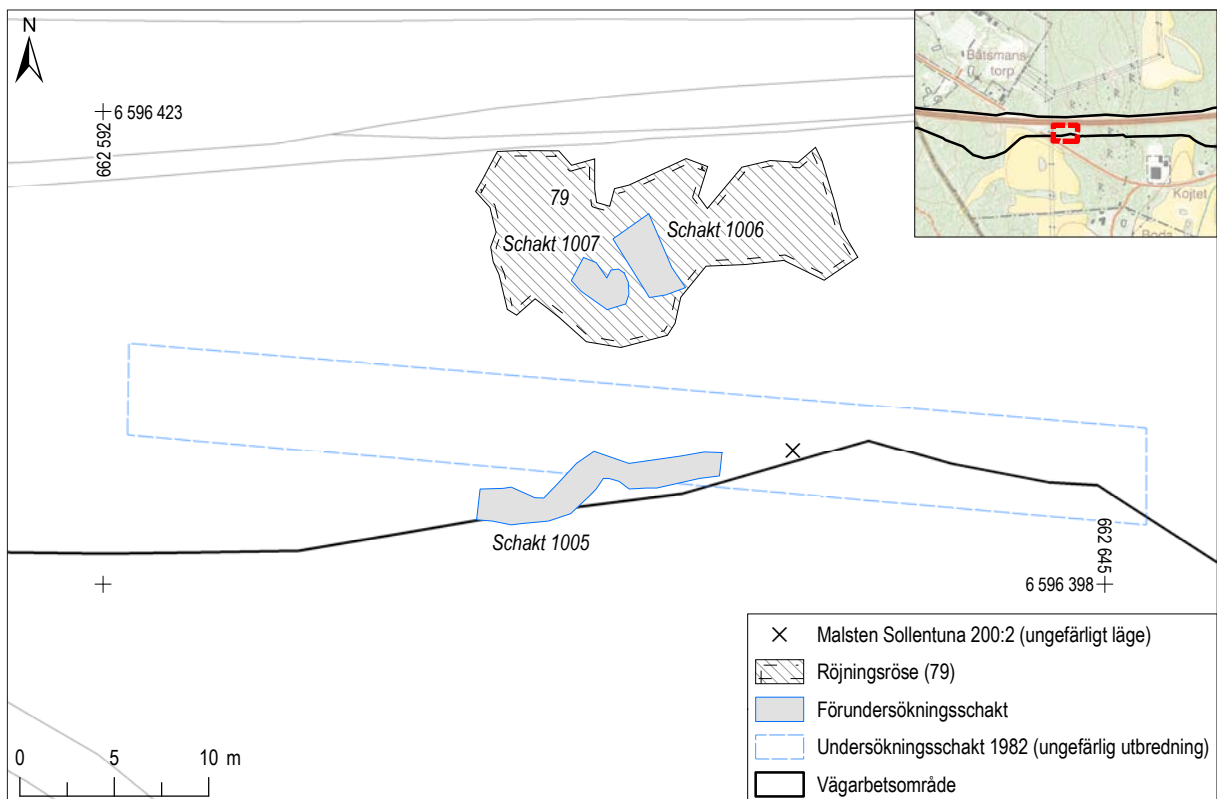 N
6 596 423
662 592
79
Schakt 1006
Schakt 1007
Schakt 1005
662 645
6 596 398
0 5 10 m
Båtsmans
torp
R
R
R
R
Kojtet
Boda
Malsten Sollentuna 200:2 (ungefärligt läge)
Röjningsröse (79)
Förundersökningsschakt
Undersökningsschakt 1982 (ungefärlig utbredning)
Vägarbetsområde